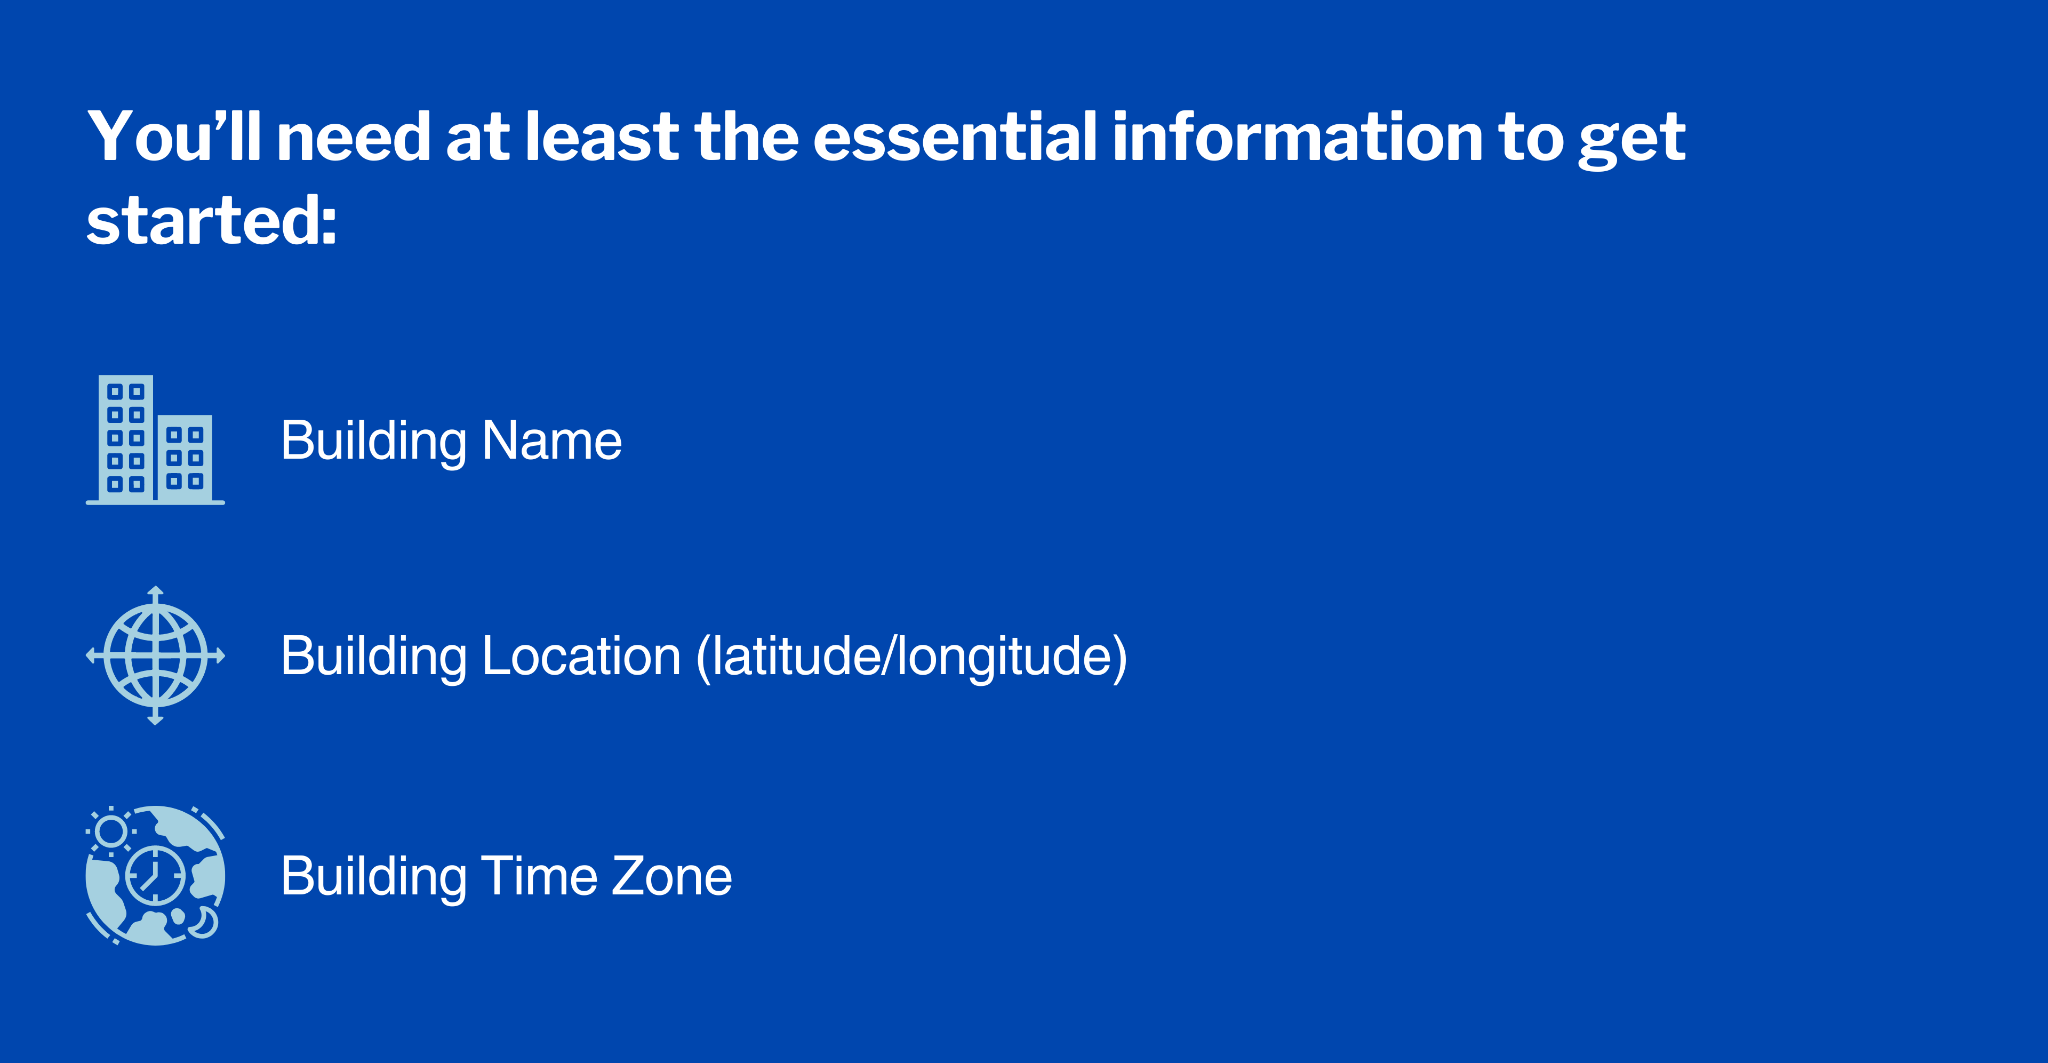 You’ll need at least the essential information to get
started:
Building Name
Building Location (latitude/longitude)
Building Time Zone